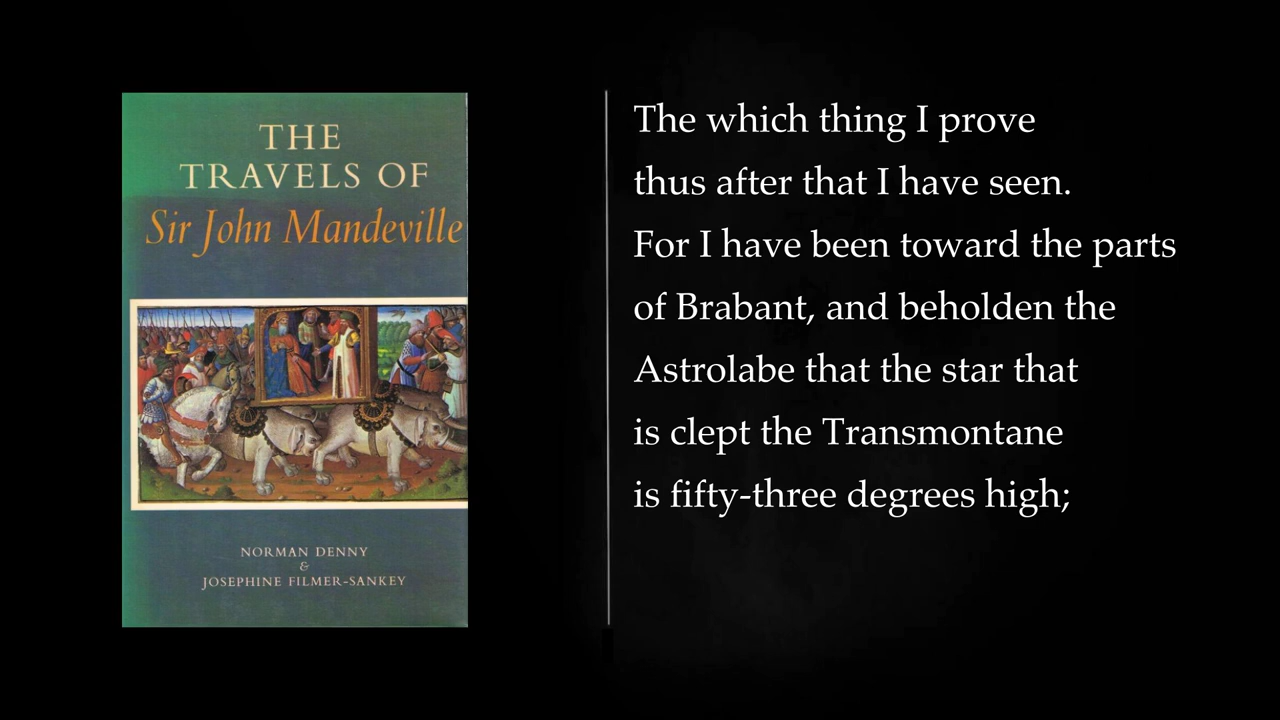 THE
TRAVELS OF
Sir John Mandeville
NORMAN DENNY
&
JOSEPHINE FILMER-SANKEY
The which thing I prove
thus after that I have seen.
For I have been toward the parts
of Brabant, and beholden the
Astrolabe that the star that
is clept the Transmontane
is fifty-three degrees high;